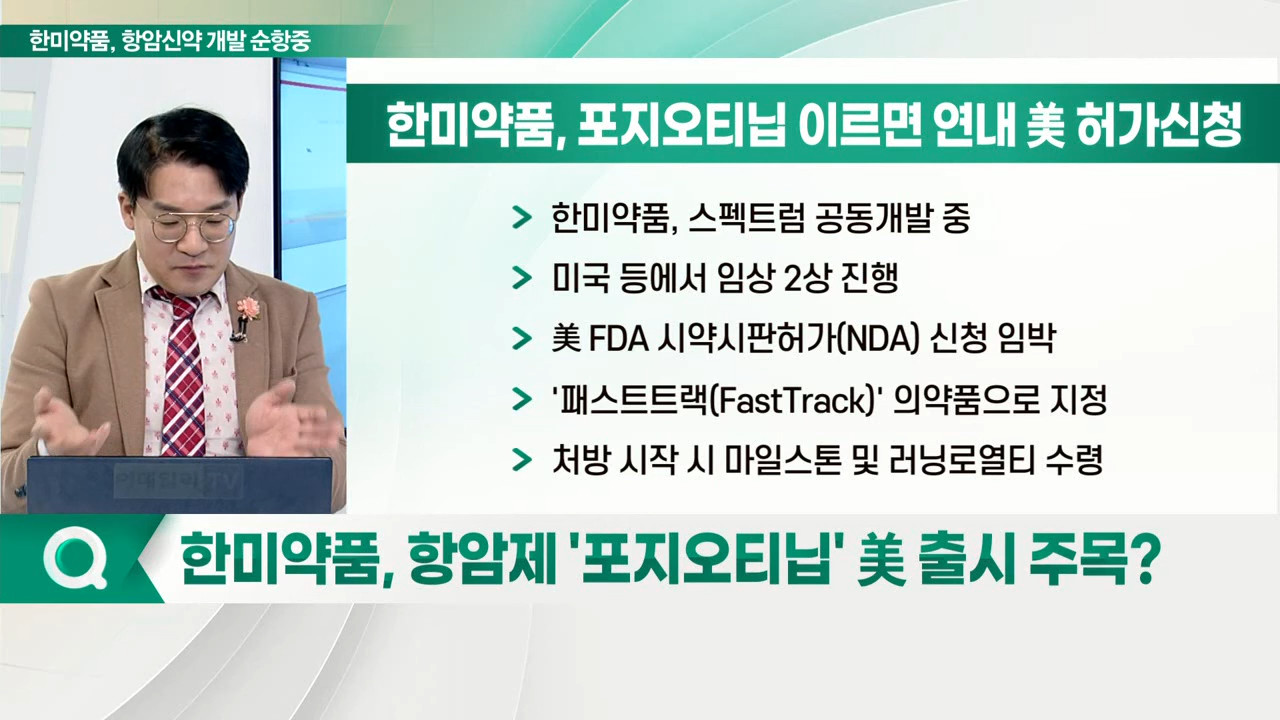 한미약품, 항암신약 개발 순항중
한미약품, 포지오티닙 이르면 연내 美 허가신청
> 한미약품, 스펙트럼 공동개발 중
> 미국 등에서 임상 2상 진행
> 美 FDA 시약시판허가(NDA) 신청 임박
> '패스트트랙(FastTrack)' 의약품으로 지정
> 처방 시작 시 마일스톤 및 러닝로열티 수령
이데일리 TV
Q 한미약품, 항암제 '포지오티닙' 美 출시 주목?